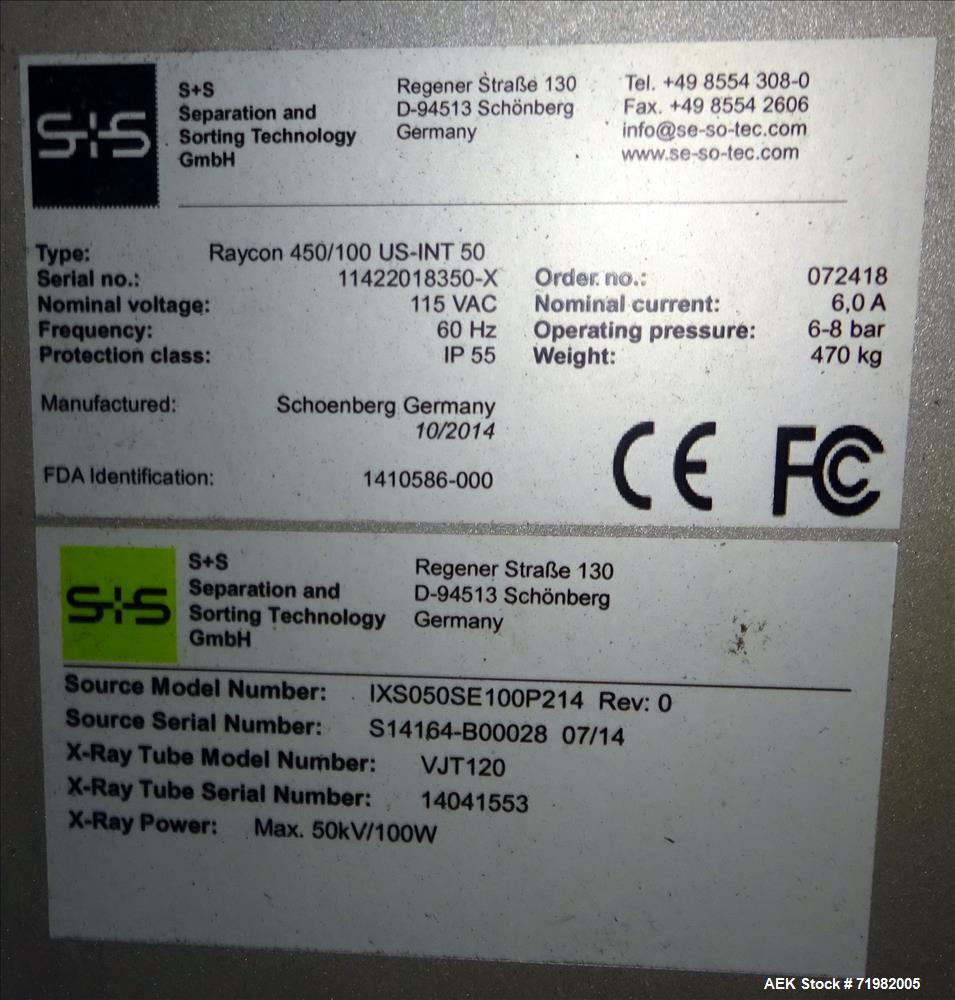 S+S
S+S
Separation and
Sorting Technology
GmbH
Regener Straße 130
D-94513 Schönberg
Germany
Tel. +49 8554 308-0
Fax. +49 8554 2606
info@se-so-tec.com
www.se-so-tec.com
Type: Raycon 450/100 US-INT 50
Serial no.: 11422018350-X Order no.: 072418
Nominal voltage: 115 VAC Nominal current: 6,0 A
Frequency: 60 Hz Operating pressure: 6-8 bar
Protection class: IP 55 Weight: 470 kg
Manufactured: Schoenberg Germany
10/2014
FDA Identification: 1410586-000
CE FCC
S+S
S+S
Separation and
Sorting Technology
GmbH
Regener Straße 130
D-94513 Schönberg
Germany
Source Model Number: IXS050SE100P214 Rev: 0
Source Serial Number: S14164-B00028 07/14
X-Ray Tube Model Number: VJT120
X-Ray Tube Serial Number: 14041553
X-Ray Power: Max. 50kV/100W
AEK Stock # 71982005